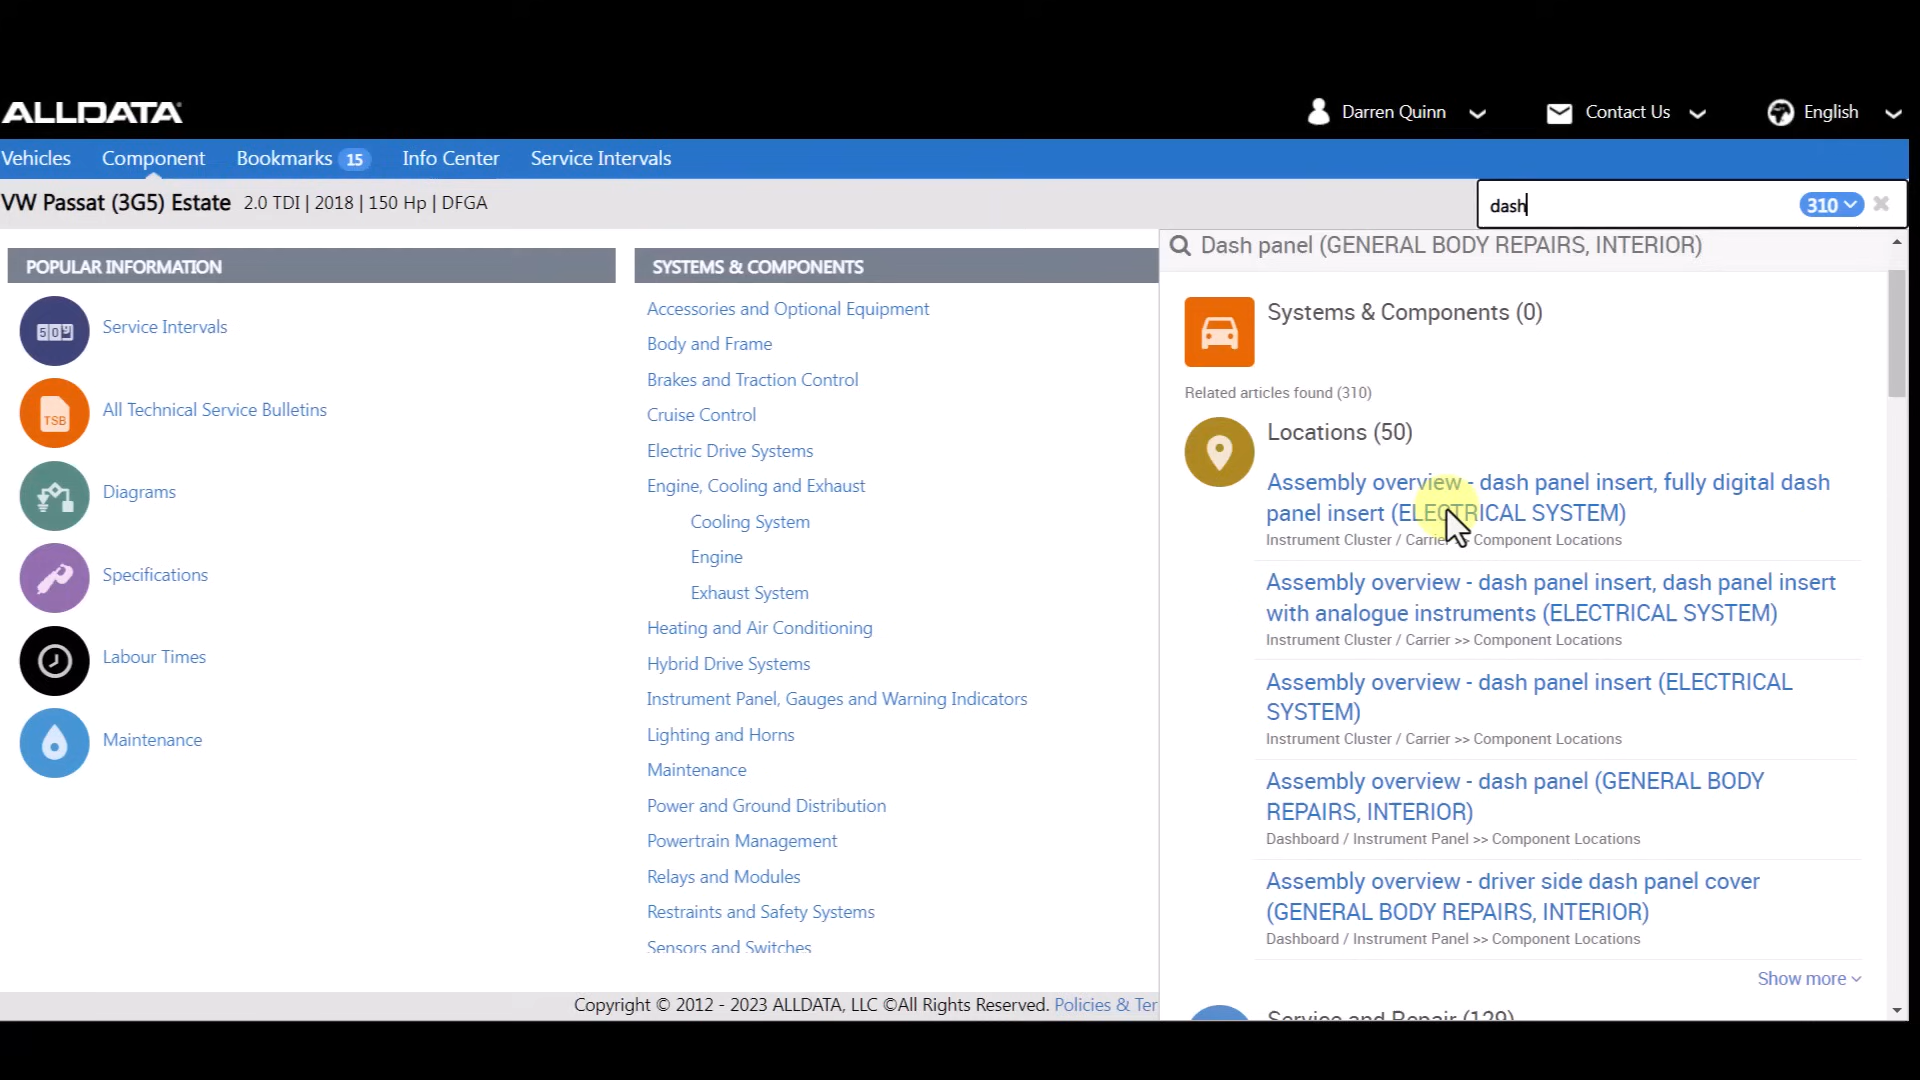 ALLDATA
Darren Quinn
Contact Us
English
Vehicles
Component
Bookmarks 15
Info Center
Service Intervals
VW Passat (3G5) Estate 2.0 TDI | 2018 | 150 Hp | DFGA
dash
310
POPULAR INFORMATION
509
Service Intervals
TSB
All Technical Service Bulletins
Diagrams
Specifications
Labour Times
Maintenance
SYSTEMS & COMPONENTS
Accessories and Optional Equipment
Body and Frame
Brakes and Traction Control
Cruise Control
Electric Drive Systems
Engine, Cooling and Exhaust
Cooling System
Engine
Exhaust System
Heating and Air Conditioning
Hybrid Drive Systems
Instrument Panel, Gauges and Warning Indicators
Lighting and Horns
Maintenance
Power and Ground Distribution
Powertrain Management
Relays and Modules
Restraints and Safety Systems
Sensors and Switches
Dash panel (GENERAL BODY REPAIRS, INTERIOR)
Systems & Components (0)
Related articles found (310)
Locations (50)
Assembly overview - dash panel insert, fully digital dash
panel insert (ELECTRICAL SYSTEM)
Instrument Cluster / Carrier >> Component Locations
Assembly overview - dash panel insert, dash panel insert
with analogue instruments (ELECTRICAL SYSTEM)
Instrument Cluster / Carrier >> Component Locations
Assembly overview - dash panel insert (ELECTRICAL
SYSTEM)
Instrument Cluster / Carrier >> Component Locations
Assembly overview - dash panel (GENERAL BODY
REPAIRS, INTERIOR)
Dashboard / Instrument Panel >> Component Locations
Assembly overview - driver side dash panel cover
(GENERAL BODY REPAIRS, INTERIOR)
Dashboard / Instrument Panel >> Component Locations
Show more
Service and Repair (129)
Copyright © 2012 - 2023 ALLDATA, LLC ©All Rights Reserved. Policies & Ter